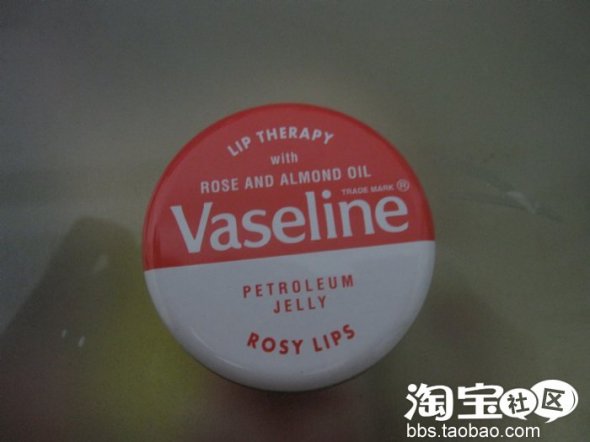 LIP THERAPY
with
ROSE AND ALMOND OIL
TRADE MARK ®
Vaseline
PETROLEUM
JELLY
ROSY LIPS
淘宝社区
bbs.taobao.com